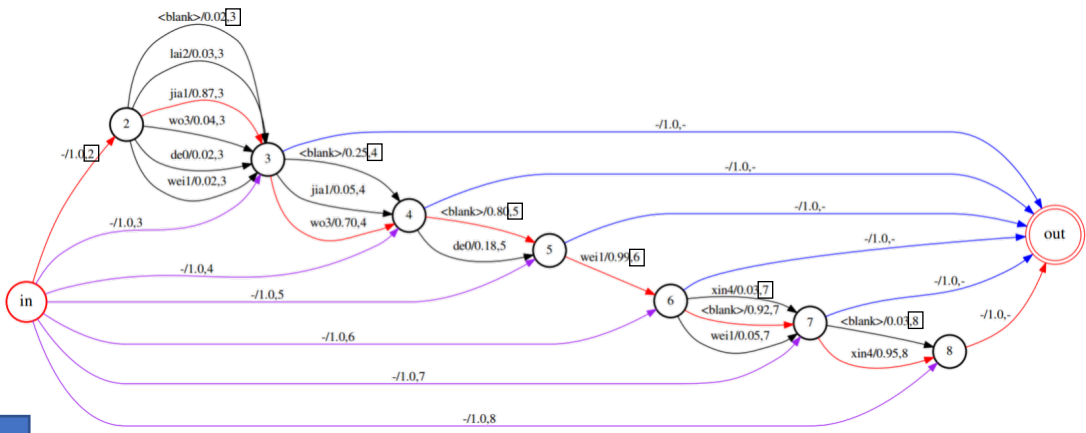 <blank>/0.02,3
lai2/0.03,3
jia1/0.87,3
wo3/0.04,3
de0/0.02,3
wei1/0.02,3
2
-/1.0,2
3
<blank>/0.25,4
jia1/0.05,4
wo3/0.70,4
-/1.0,-
-/1.0,-
4
<blank>/0.80,5
de0/0.18,5
-/1.0,-
5
wei1/0.99,6
-/1.0,-
out
-/1.0,3
-/1.0,4
in
-/1.0,5
6
xin4/0.03,7
<blank>/0.92,7
wei1/0.05,7
-/1.0,-
7
<blank>/0.03,8
xin4/0.95,8
-/1.0,-
8
-/1.0,6
-/1.0,7
-/1.0,8